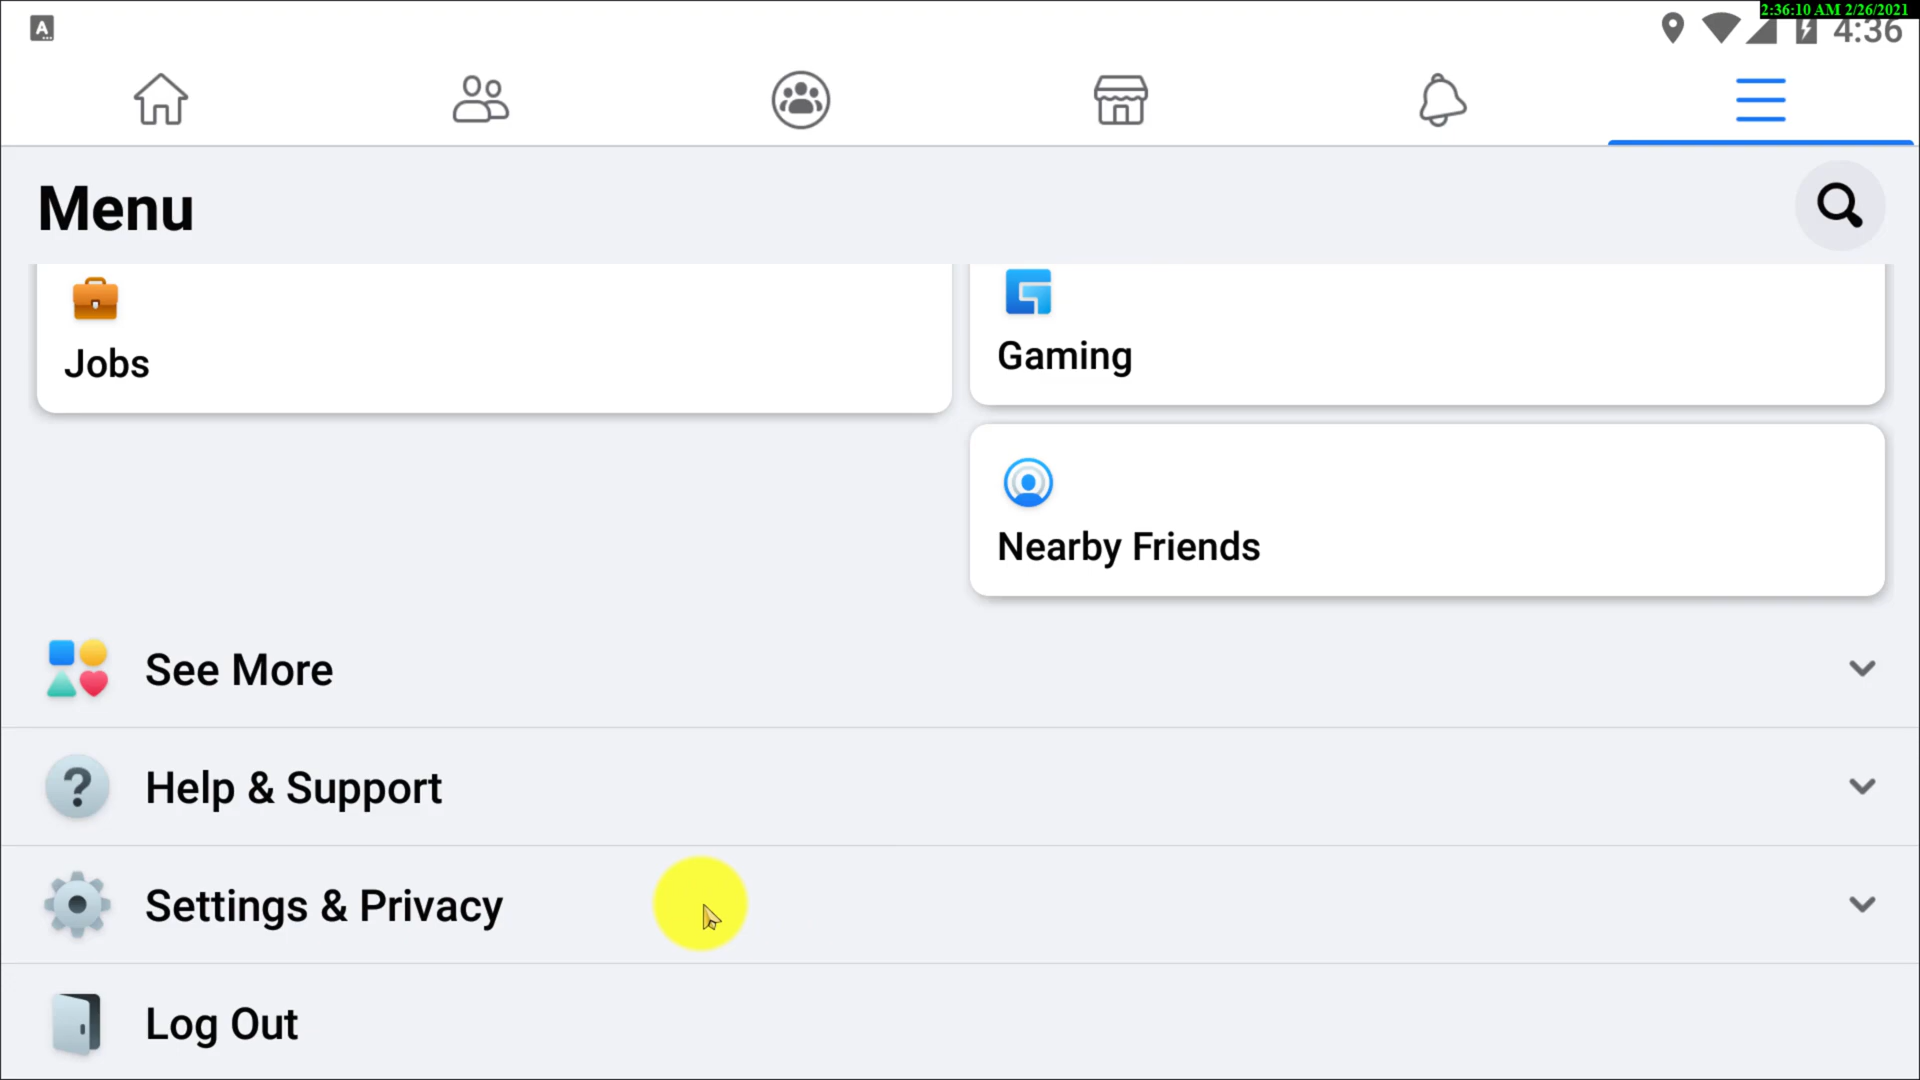 2:36:10 AM 2/26/2021
4:36
Menu
Jobs
Gaming
Nearby Friends
See More
Help & Support
Settings & Privacy
Log Out